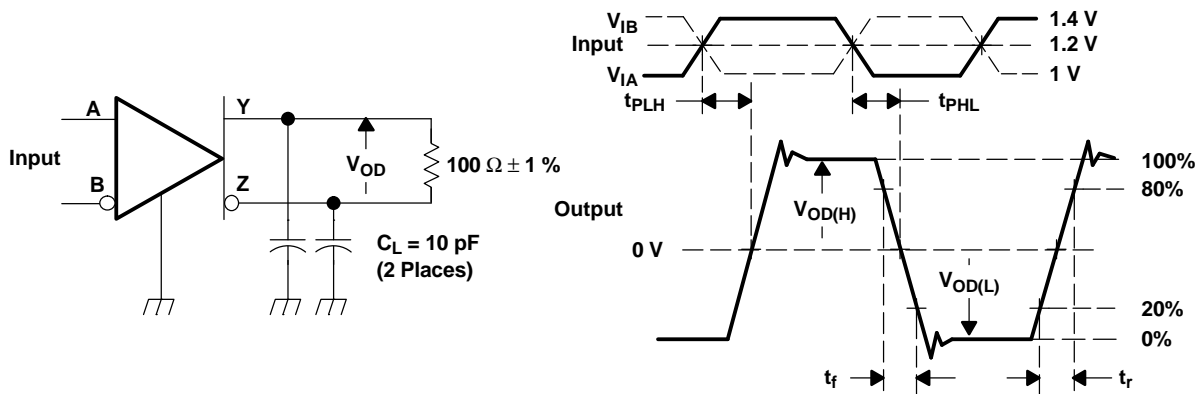 A
Y
Input
V_OD
100 Ω ± 1 %
B
Z
C_L = 10 pF
(2 Places)
V_IB
1.4 V
Input
1.2 V
V_IA
1 V
t_PLH
t_PHL
100%
80%
Output
V_OD(H)
0 V
V_OD(L)
20%
0%
t_f
t_r